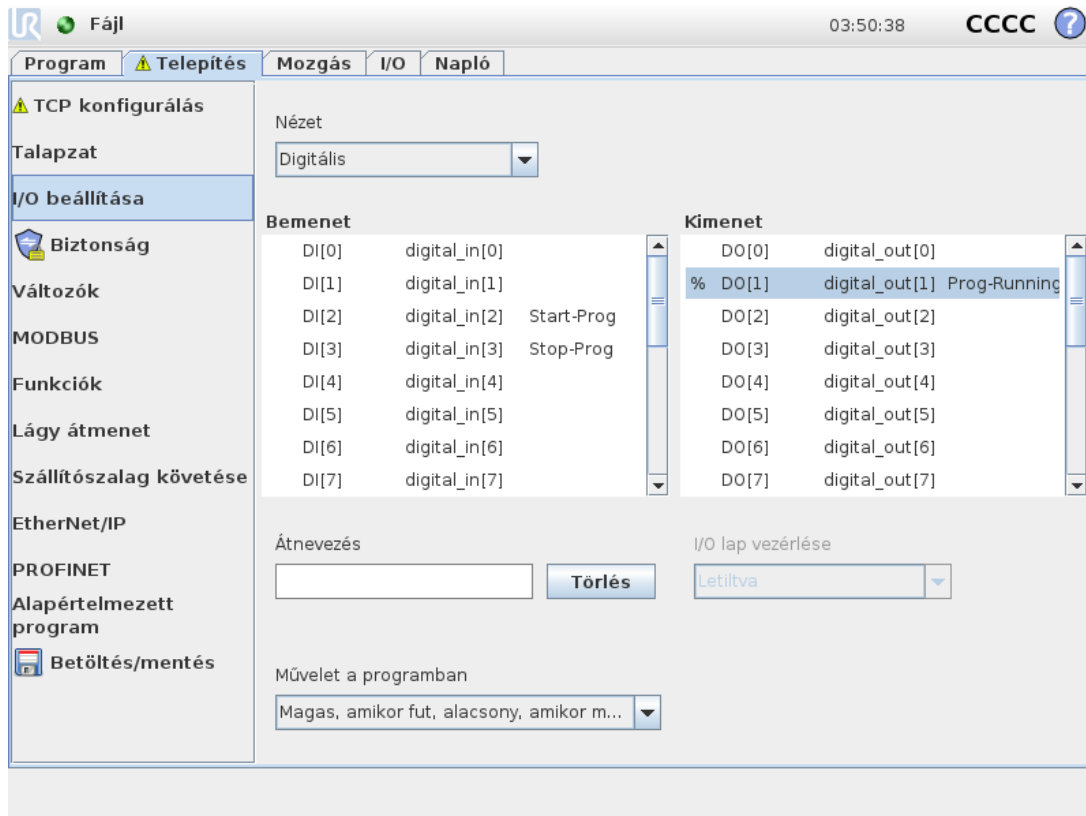 UR Fájl 03:50:38 CCCC ?
Program Telepítés Mozgás I/O Napló
TCP konfigurálás
Talapzat
I/O beállítása
Biztonság
Változók
MODBUS
Funkciók
Lágy átmenet
Szállítószalag követése
EtherNet/IP
PROFINET
Alapértelmezett
program
Betöltés/mentés
Nézet
Digitális
Bemenet
DI[0] digital_in[0]
DI[1] digital_in[1]
DI[2] digital_in[2] Start-Prog
DI[3] digital_in[3] Stop-Prog
DI[4] digital_in[4]
DI[5] digital_in[5]
DI[6] digital_in[6]
DI[7] digital_in[7]
Kimenet
DO[0] digital_out[0]
% DO[1] digital_out[1] Prog-Running
DO[2] digital_out[2]
DO[3] digital_out[3]
DO[4] digital_out[4]
DO[5] digital_out[5]
DO[6] digital_out[6]
DO[7] digital_out[7]
Átnevezés
Törlés
I/O lap vezérlése
Letiltva
Művelet a programban
Magas, amikor fut, alacsony, amikor m...